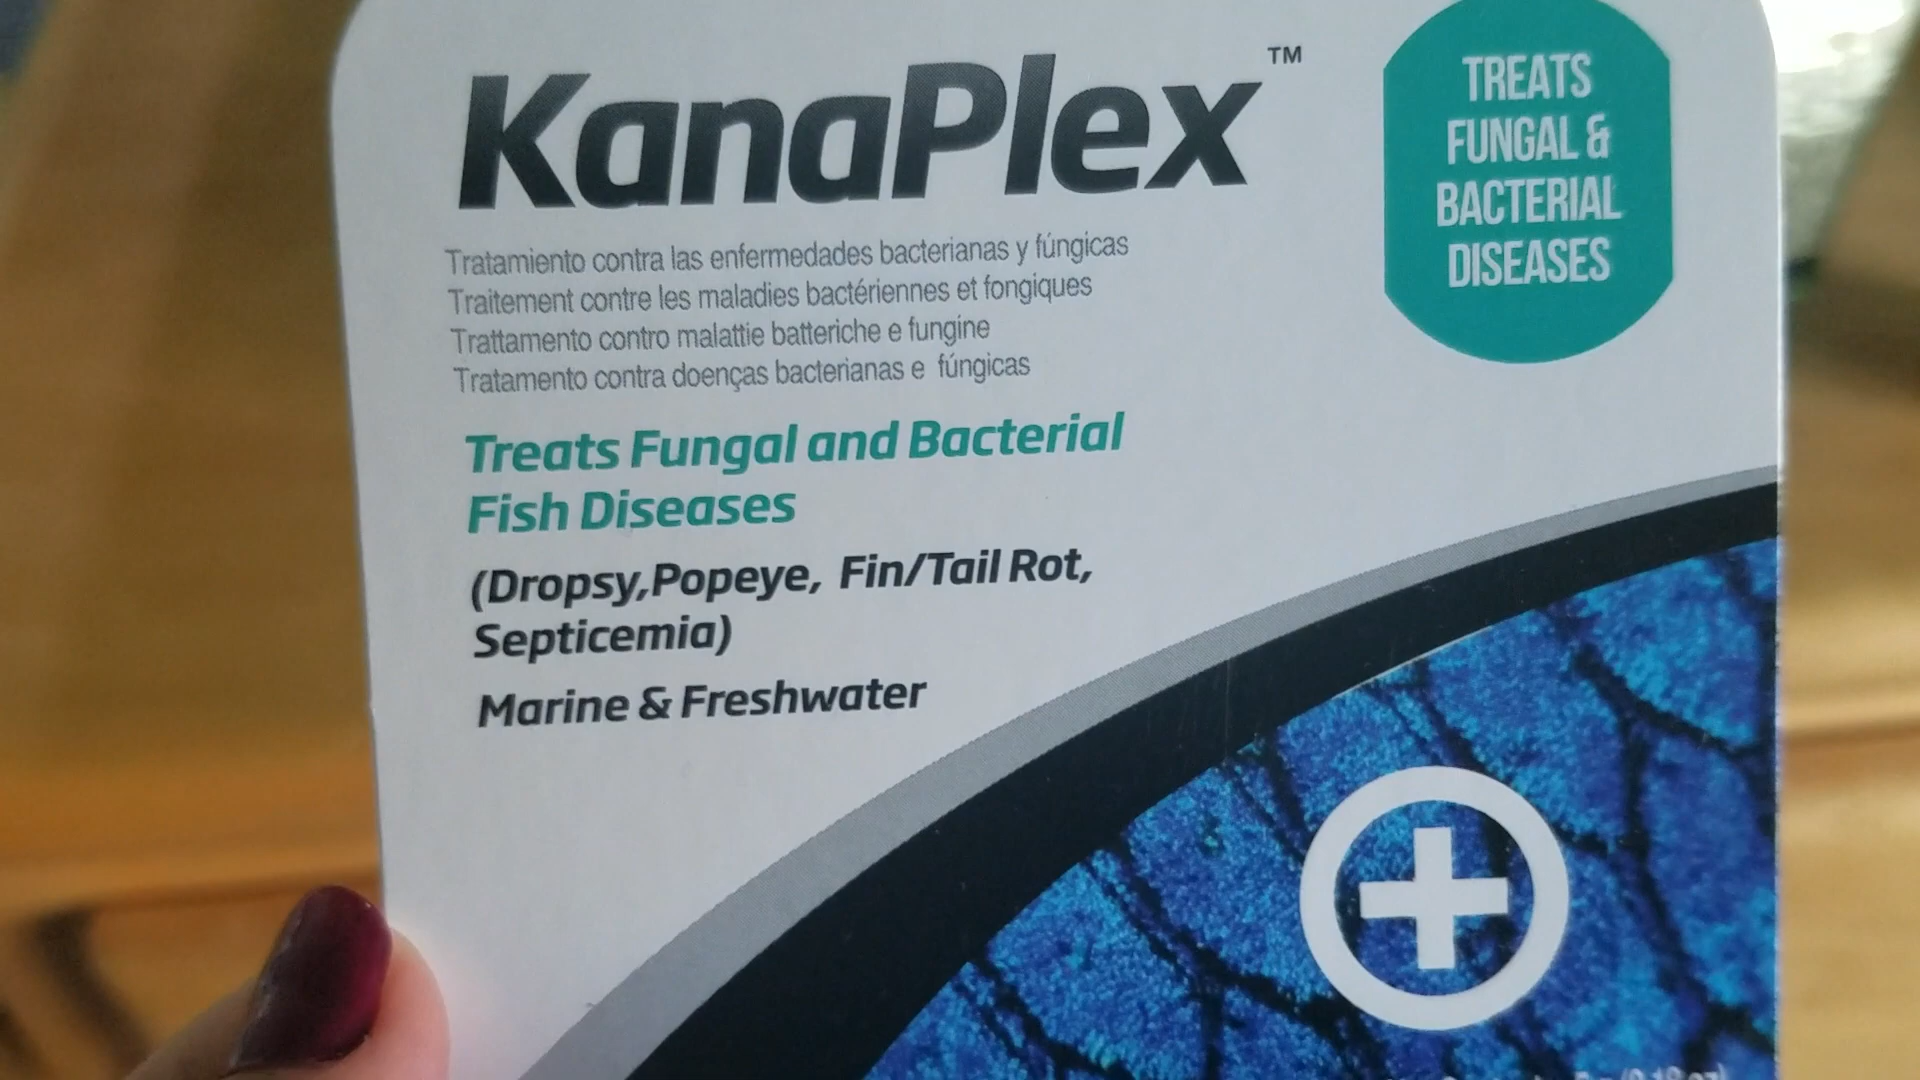 KanaPlex™
TREATS
FUNGAL &
BACTERIAL
DISEASES
Tratamiento contra las enfermedades bacterianas y fúngicas
Traitement contre les maladies bactériennes et fongiques
Trattamento contro malattie batteriche e fungine
Tratamento contra doenças bacterianas e fúngicas
Treats Fungal and Bacterial
Fish Diseases
(Dropsy,Popeye, Fin/Tail Rot,
Septicemia)
Marine & Freshwater